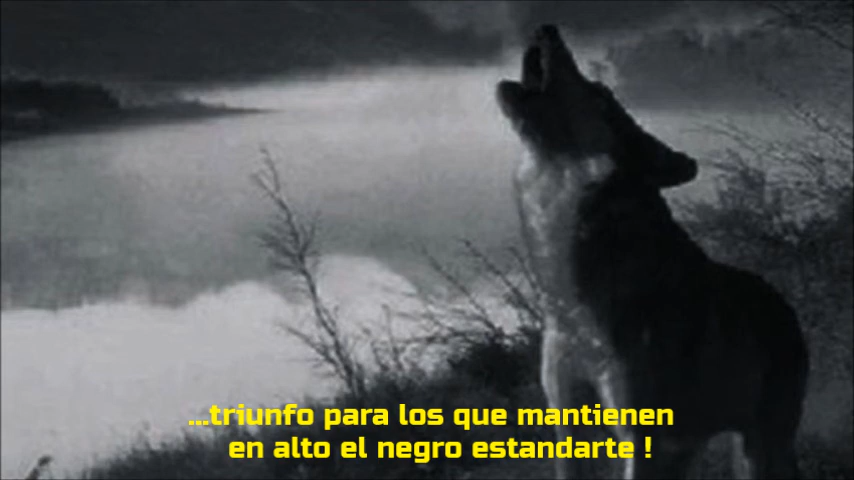 ...triunfo para los que mantienen
en alto el negro estandarte !